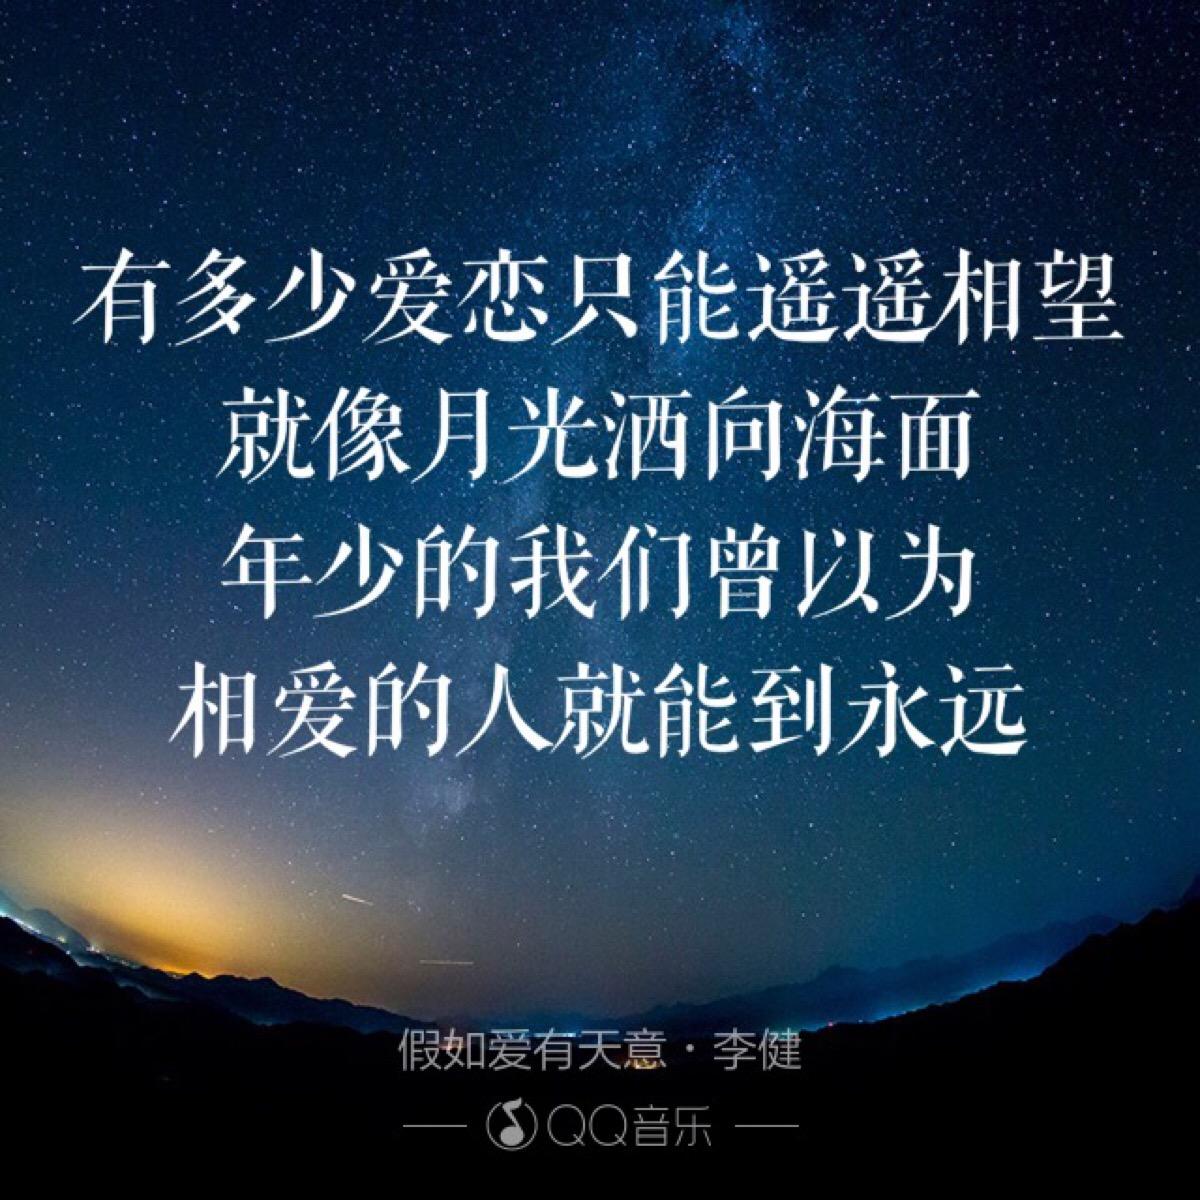 有多少爱恋只能遥遥相望
就像月光洒向海面
年少的我们曾以为
相爱的人就能到永远
假如爱有天意·李健
QQ音乐